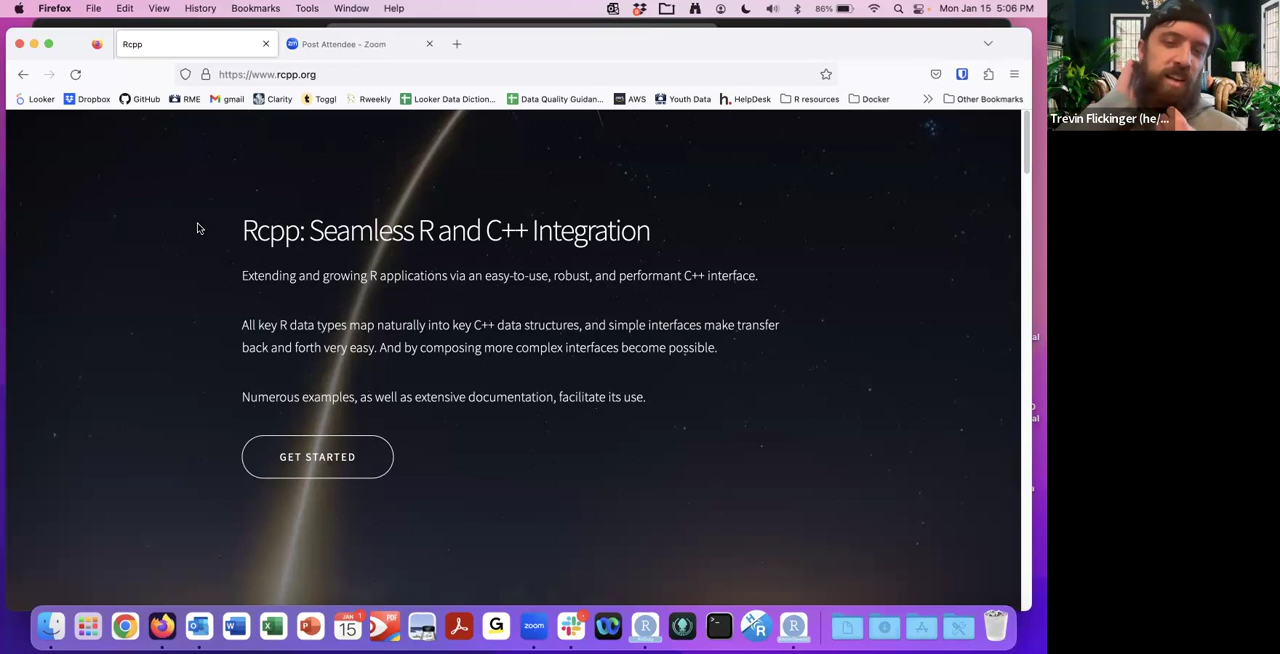 Firefox File Edit View History Bookmarks Tools Window Help 86% Mon Jan 15 5:06 PM
Rcpp Post Attendee - Zoom
https://www.rcpp.org
Looker Dropbox GitHub RME gmail Clarity Toggl Rweekly Looker Data Diction... Data Quality Guidan... AWS Youth Data HelpDesk R resources Docker Other Bookmarks
Trevin Flickinger (he/...
Rcpp: Seamless R and C++ Integration
Extending and growing R applications via an easy-to-use, robust, and performant C++ interface.
All key R data types map naturally into key C++ data structures, and simple interfaces make transfer
back and forth very easy. And by composing more complex interfaces become possible.
Numerous examples, as well as extensive documentation, facilitate its use.
GET STARTED
JAN 1
15
PDF
zoom